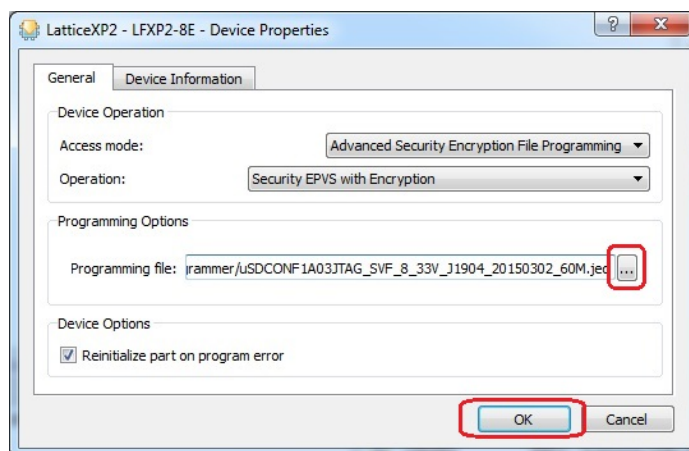 LatticeXP2 - LFXP2-8E - Device Properties
General Device Information
Device Operation
Access mode: Advanced Security Encryption File Programming
Operation: Security EPVS with Encryption
Programming Options
Programming file: rammer/uSDCONF1A03JTAG_SVF_8_33V_J1904_20150302_60M.jed ...
Device Options
Reinitialize part on program error
OK Cancel